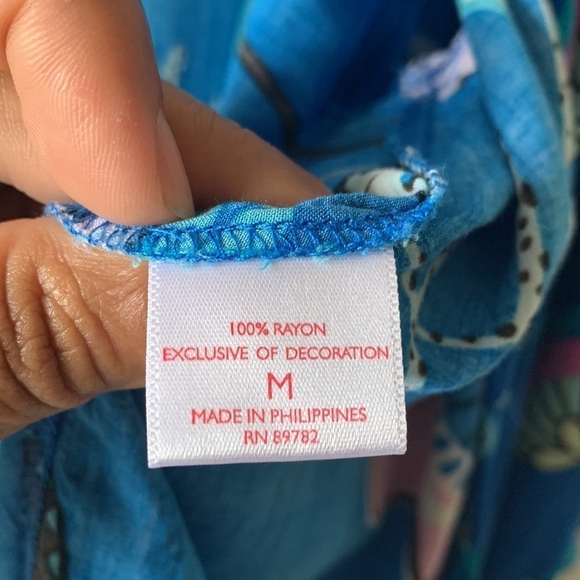 100% RAYON
EXCLUSIVE OF DECORATION
M
MADE IN PHILIPPINES
RN 89782